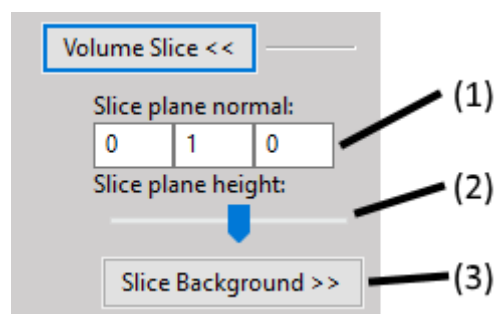 Volume Slice <<
Slice plane normal:
(1)
0 1 0
Slice plane height:
(2)
Slice Background >>
(3)